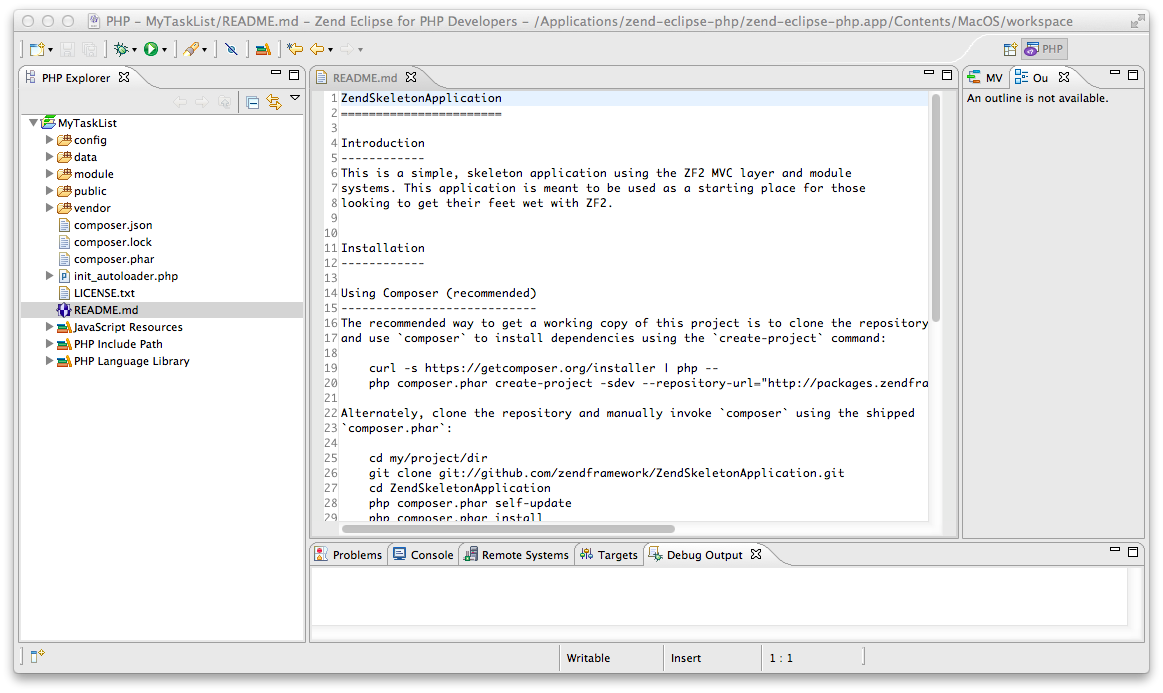 PHP – MyTaskList/README.md – Zend Eclipse for PHP Developers – /Applications/zend-eclipse-php/zend-eclipse-php.app/Contents/MacOS/workspace
PHP
PHP Explorer
MyTaskList
config
data
module
public
vendor
composer.json
composer.lock
composer.phar
init_autoloader.php
LICENSE.txt
README.md
JavaScript Resources
PHP Include Path
PHP Language Library
README.md
1 ZendSkeletonApplication
2 =======================
3
4 Introduction
5 ------------
6 This is a simple, skeleton application using the ZF2 MVC layer and module
7 systems. This application is meant to be used as a starting place for those
8 looking to get their feet wet with ZF2.
9
10
11 Installation
12 ------------
13
14 Using Composer (recommended)
15 ----------------------------
16 The recommended way to get a working copy of this project is to clone the repository
17 and use `composer` to install dependencies using the `create-project` command:
18
19     curl -s https://getcomposer.org/installer | php --
20     php composer.phar create-project -sdev --repository-url="http://packages.zendfra
21
22 Alternately, clone the repository and manually invoke `composer` using the shipped
23 `composer.phar`:
24
25     cd my/project/dir
26     git clone git://github.com/zendframework/ZendSkeletonApplication.git
27     cd ZendSkeletonApplication
28     php composer.phar self-update
29     php composer.phar install
MV
Ou
An outline is not available.
Problems
Console
Remote Systems
Targets
Debug Output
Writable
Insert
1 : 1